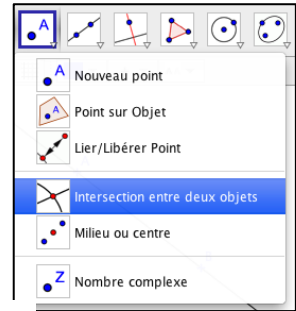 A
A
Nouveau point
A
Point sur Objet
Lier/Libérer Point
Intersection entre deux objets
Milieu ou centre
Z
Nombre complexe